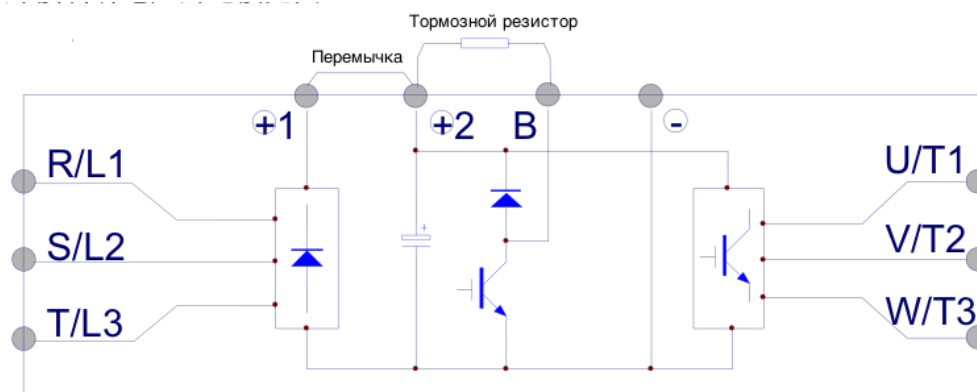 Тормозной резистор
Перемычка
+1 +2 B -
R/L1 U/T1
S/L2 V/T2
T/L3 W/T3
+